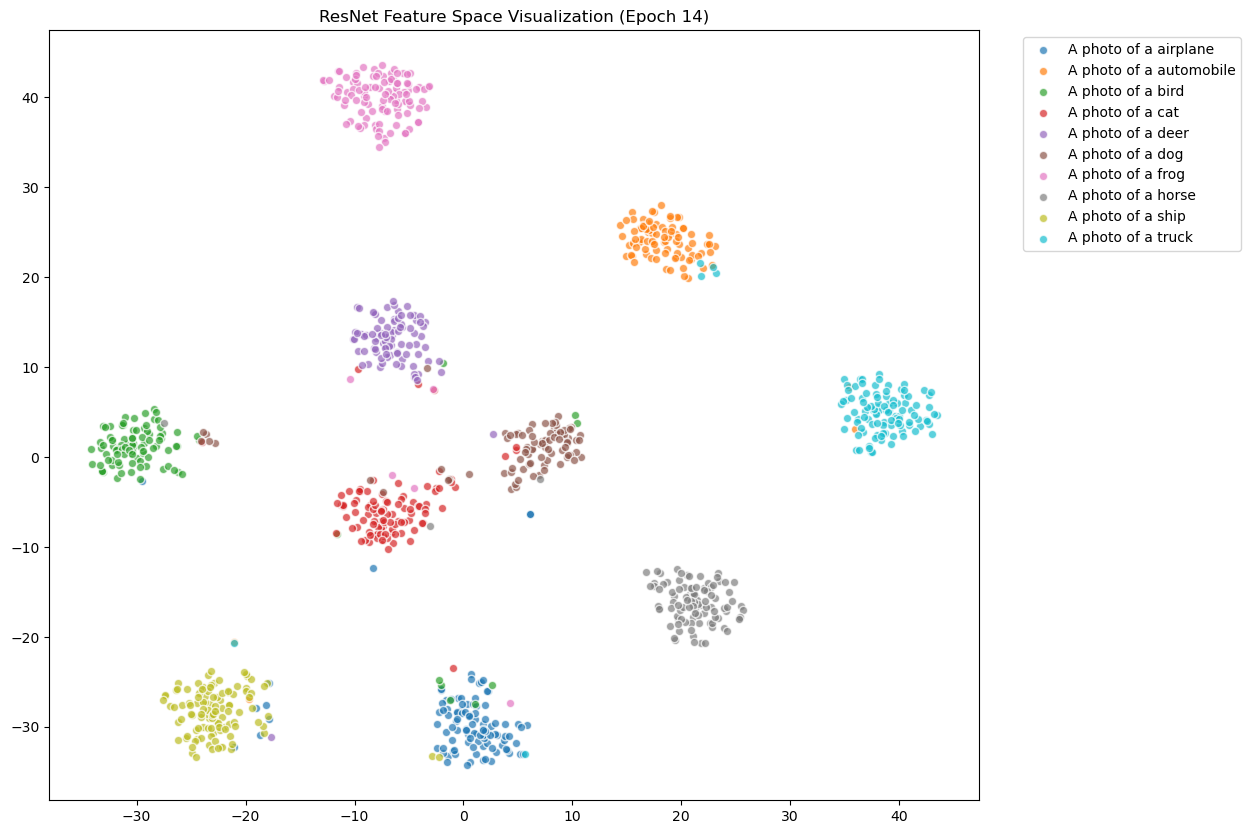 ResNet Feature Space Visualization (Epoch 14)
A photo of a airplane
A photo of a automobile
A photo of a bird
A photo of a cat
A photo of a deer
A photo of a dog
A photo of a frog
A photo of a horse
A photo of a ship
A photo of a truck
40
30
20
10
0
−10
−20
−30
−30 −20 −10 0 10 20 30 40